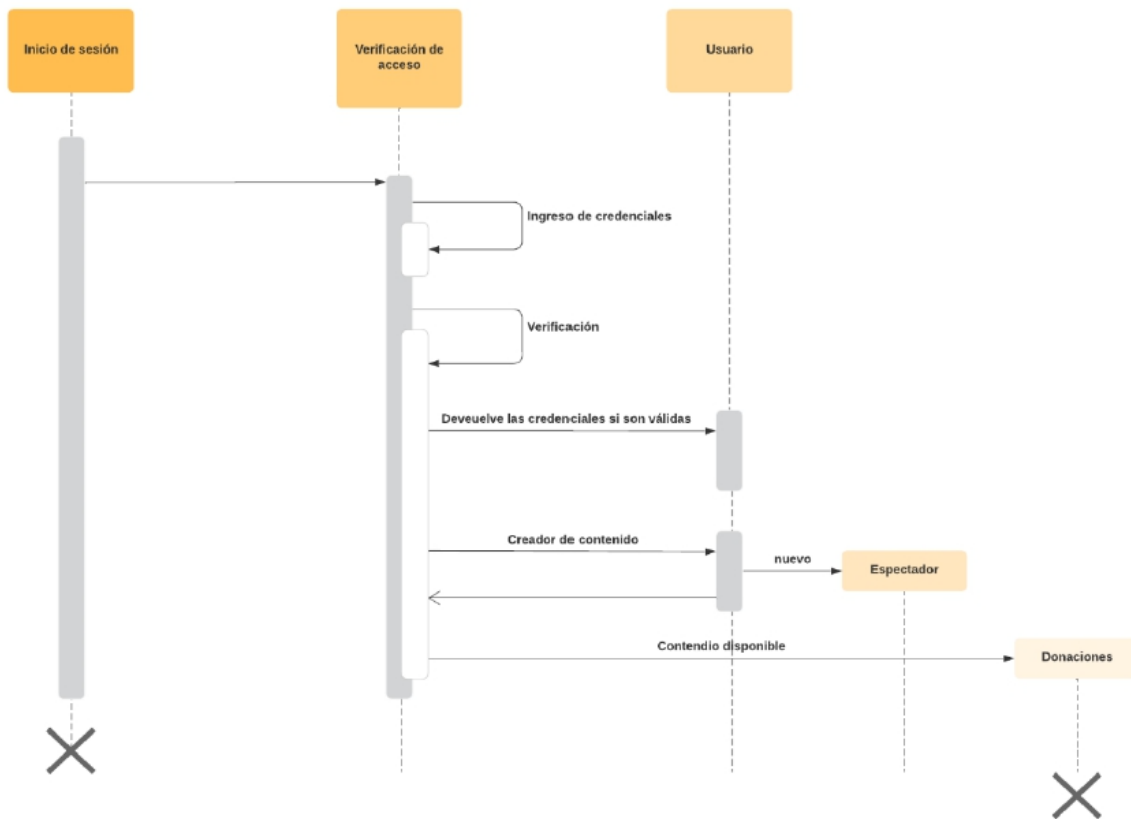 Inicio de sesión
Verificación de
acceso
Usuario
Ingreso de credenciales
Verificación
Deveuelve las credenciales si son válidas
Creador de contenido
nuevo
Espectador
Contendio disponible
Donaciones